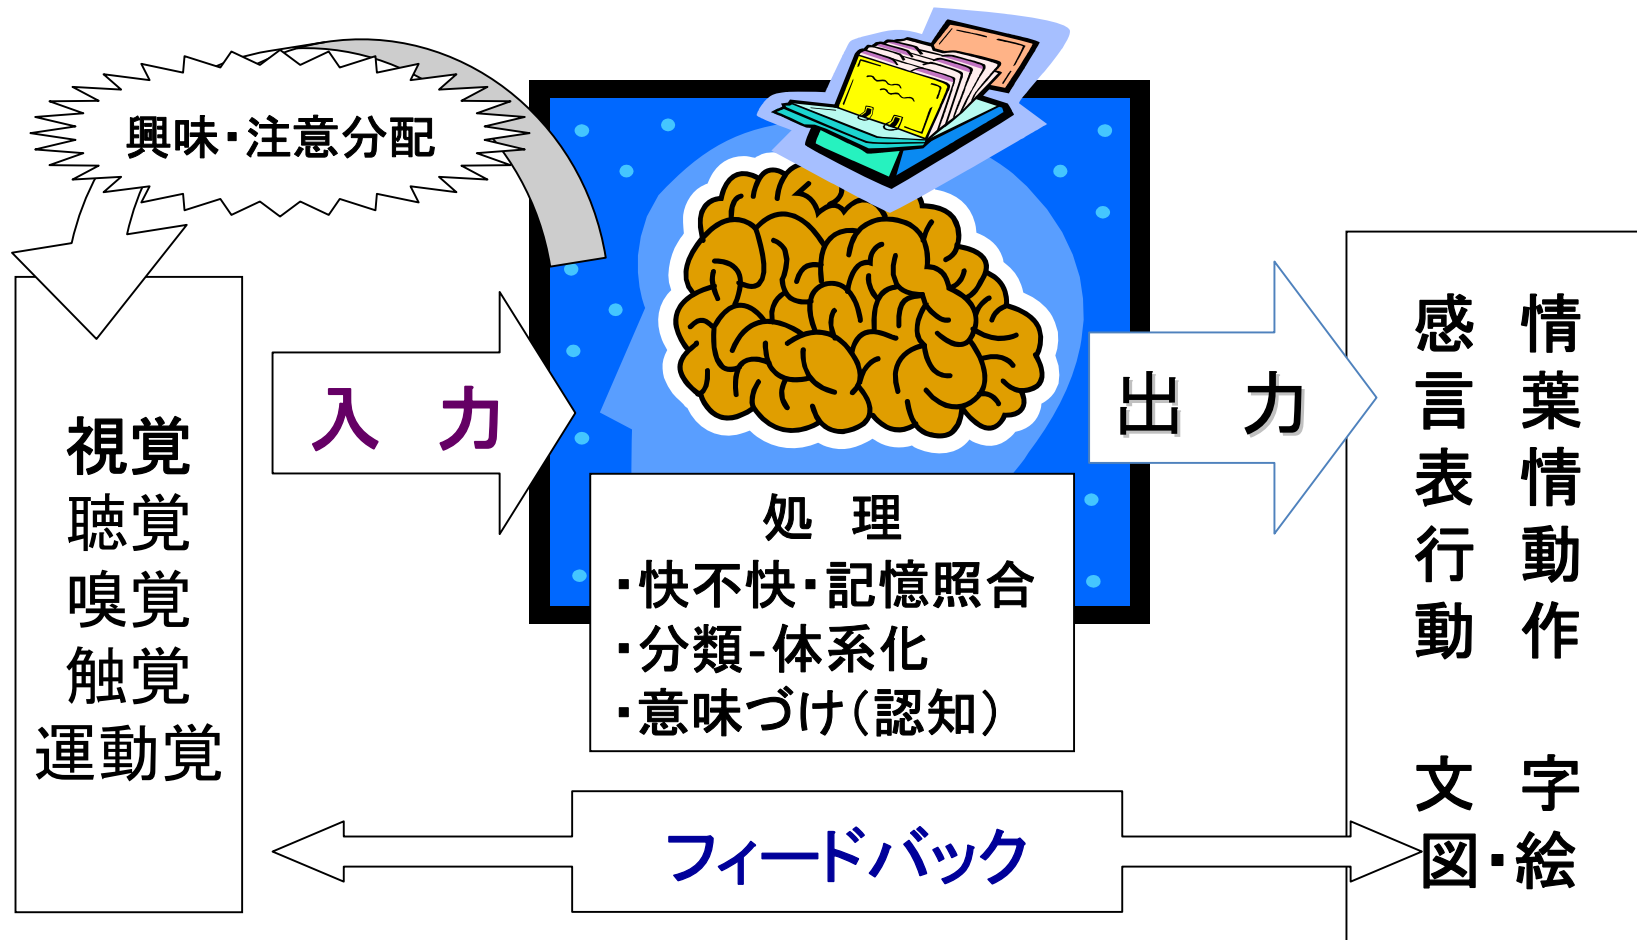 興味・注意分配
視覚
聴覚
嗅覚
触覚
運動覚
入　力
処　理
・快不快・記憶照合
・分類-体系化
・意味づけ(認知)
出　力
感　情
言　葉
表　情
行　動
動　作
文　字
図・絵
フィードバック